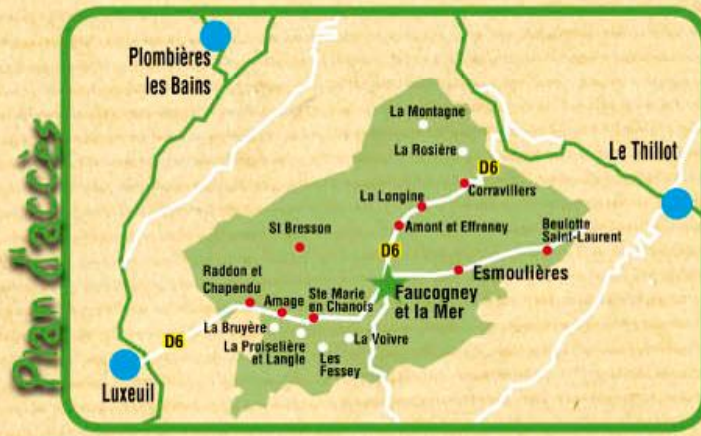 Plan d'accès
Plombières
les Bains
La Montagne
La Rosière
D6
Le Thillot
La Longine
Corravillers
St Bresson
Amont et Effreney
Beulotte
Saint-Laurent
D6
Raddon et
Chapendu
Amage
Ste Marie
en Chanois
Esmoulières
Faucogney
et la Mer
La Bruyère
D6
La Proiselière
et Langle
La Voivre
Les
Fessey
Luxeuil